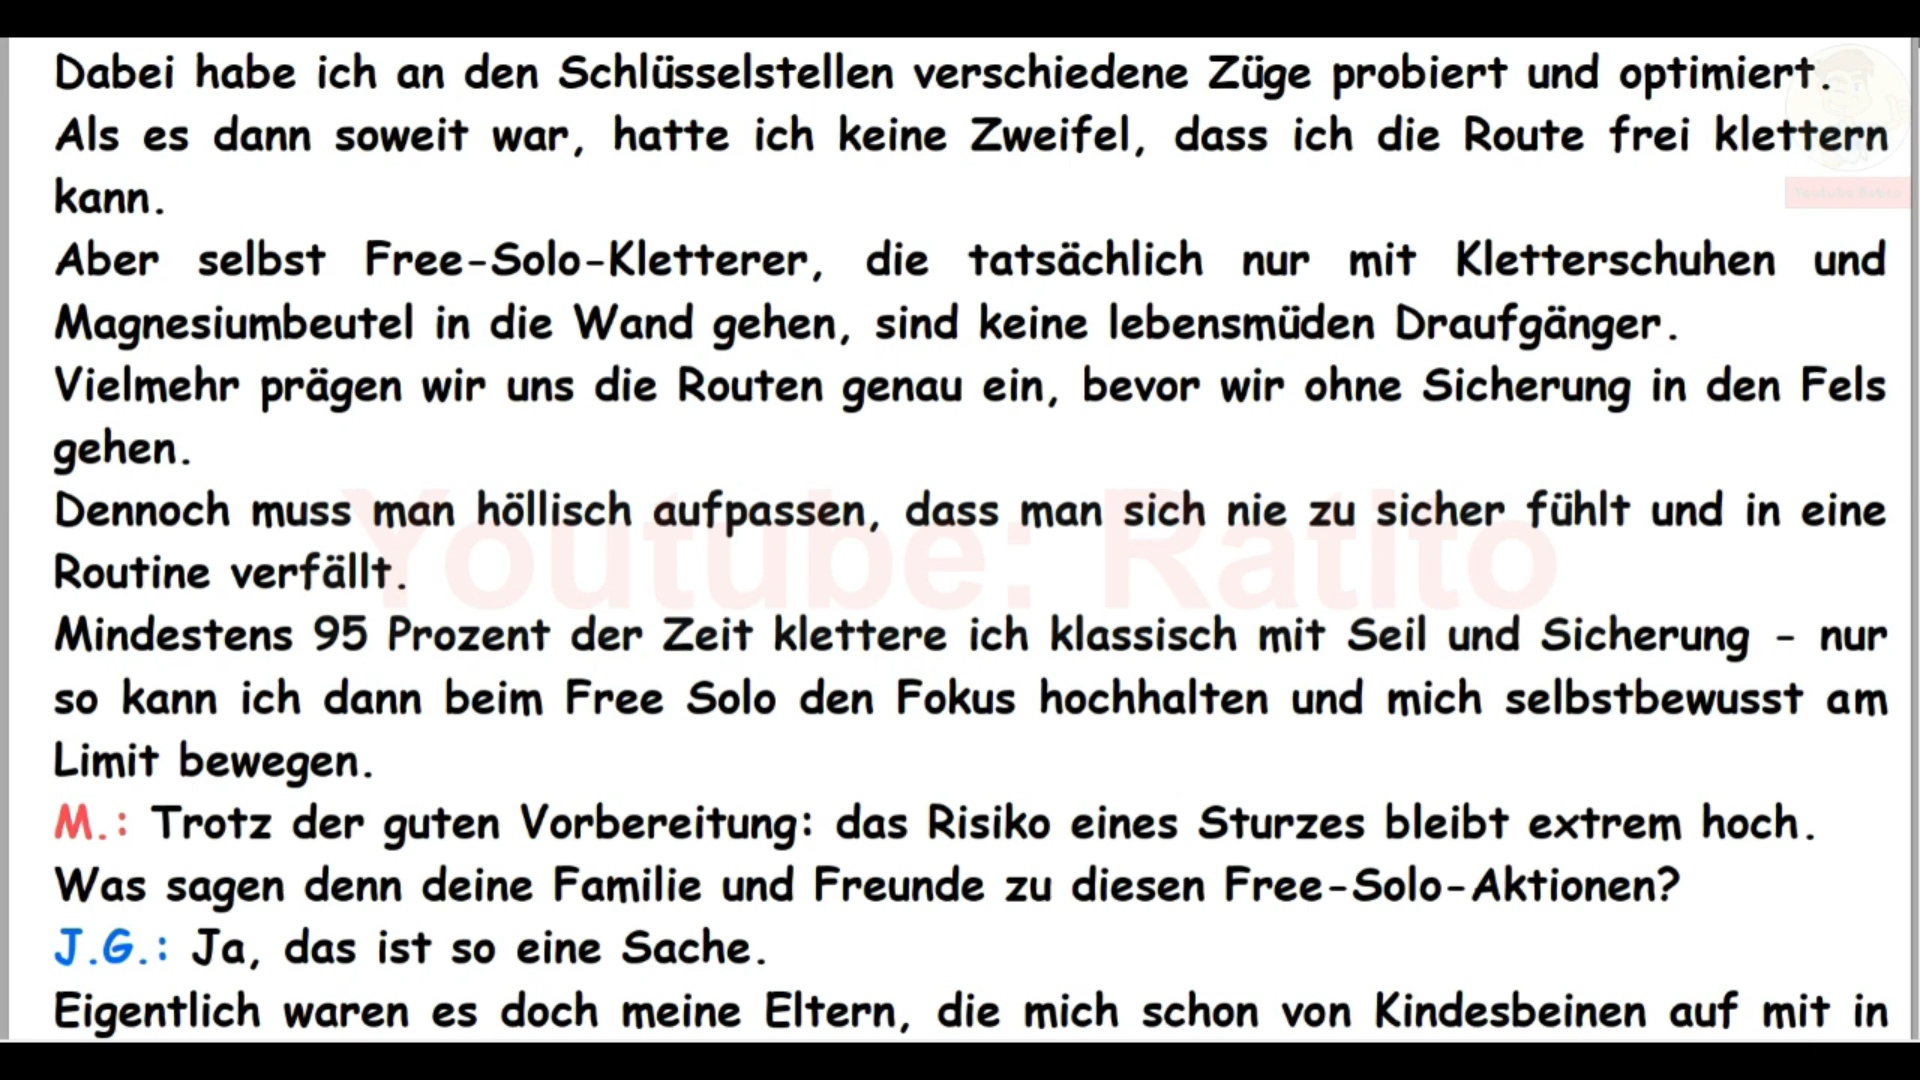 Dabei habe ich an den Schlüsselstellen verschiedene Züge probiert und optimiert.
Als es dann soweit war, hatte ich keine Zweifel, dass ich die Route frei klettern
kann.
Aber selbst Free-Solo-Kletterer, die tatsächlich nur mit Kletterschuhen und
Magnesiumbeutel in die Wand gehen, sind keine lebensmüden Draufgänger.
Vielmehr prägen wir uns die Routen genau ein, bevor wir ohne Sicherung in den Fels
gehen.
Dennoch muss man höllisch aufpassen, dass man sich nie zu sicher fühlt und in eine
Routine verfällt.
Mindestens 95 Prozent der Zeit klettere ich klassisch mit Seil und Sicherung - nur
so kann ich dann beim Free Solo den Fokus hochhalten und mich selbstbewusst am
Limit bewegen.
M.: Trotz der guten Vorbereitung: das Risiko eines Sturzes bleibt extrem hoch.
Was sagen denn deine Familie und Freunde zu diesen Free-Solo-Aktionen?
J.G.: Ja, das ist so eine Sache.
Eigentlich waren es doch meine Eltern, die mich schon von Kindesbeinen auf mit in
Youtube: Ratito
Youtube Ratito